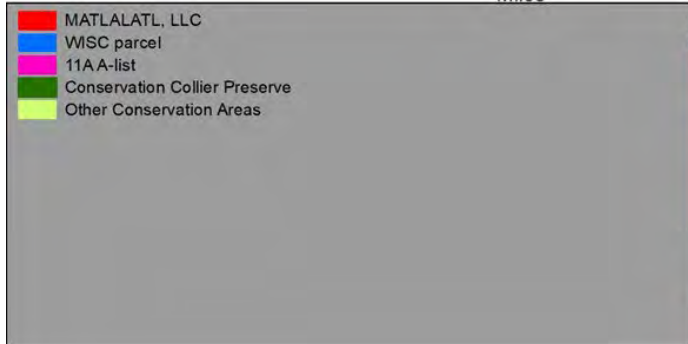 MATLALATL, LLC
WISC parcel
11A A-list
Conservation Collier Preserve
Other Conservation Areas